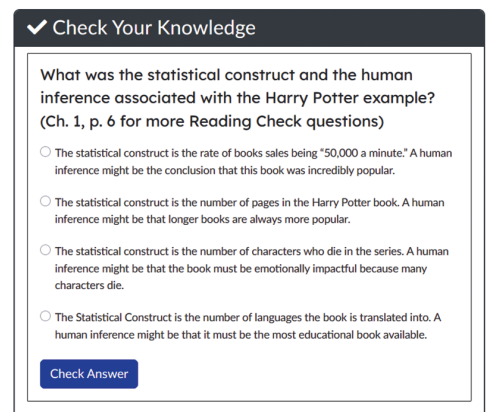 Check Your Knowledge
What was the statistical construct and the human
inference associated with the Harry Potter example?
(Ch. 1, p. 6 for more Reading Check questions)
The statistical construct is the rate of books sales being “50,000 a minute.” A human
inference might be the conclusion that this book was incredibly popular.
The statistical construct is the number of pages in the Harry Potter book. A human
inference might be that longer books are always more popular.
The statistical construct is the number of characters who die in the series. A human
inference might be that the book must be emotionally impactful because many
characters die.
The Statistical Construct is the number of languages the book is translated into. A
human inference might be that it must be the most educational book available.
Check Answer